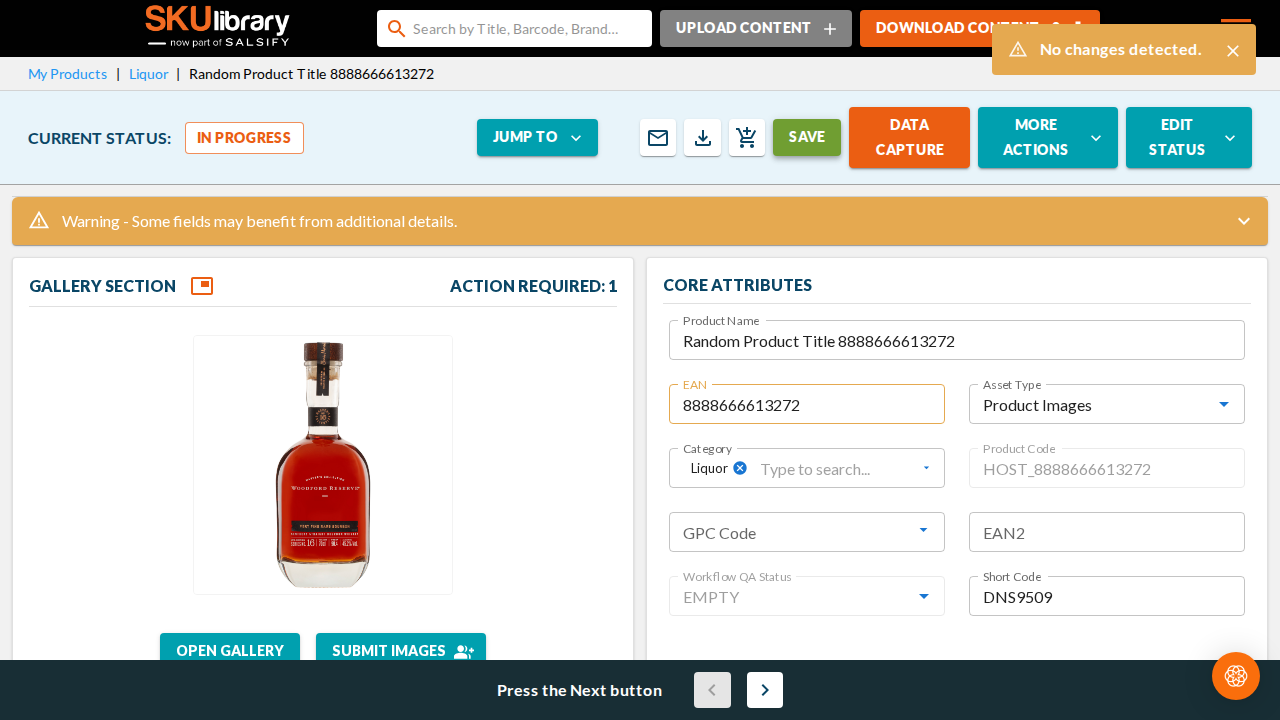 SKUlibrary
now part of SALSIFY
Search by Title, Barcode, Brand...
UPLOAD CONTENT
No changes detected.
My Products | Liquor | Random Product Title 8888666613272
CURRENT STATUS:
IN PROGRESS
JUMP TO
SAVE
DATA CAPTURE
MORE ACTIONS
EDIT STATUS
Warning - Some fields may benefit from additional details.
GALLERY SECTION
ACTION REQUIRED: 1
WOODFORD RESERVE
OPEN GALLERY
SUBMIT IMAGES
CORE ATTRIBUTES
Product Name
Random Product Title 8888666613272
EAN
8888666613272
Asset Type
Product Images
Category
Liquor
Type to search...
Product Code
HOST_8888666613272
GPC Code
EAN2
Workflow QA Status
EMPTY
Short Code
DNS9509
Press the Next button